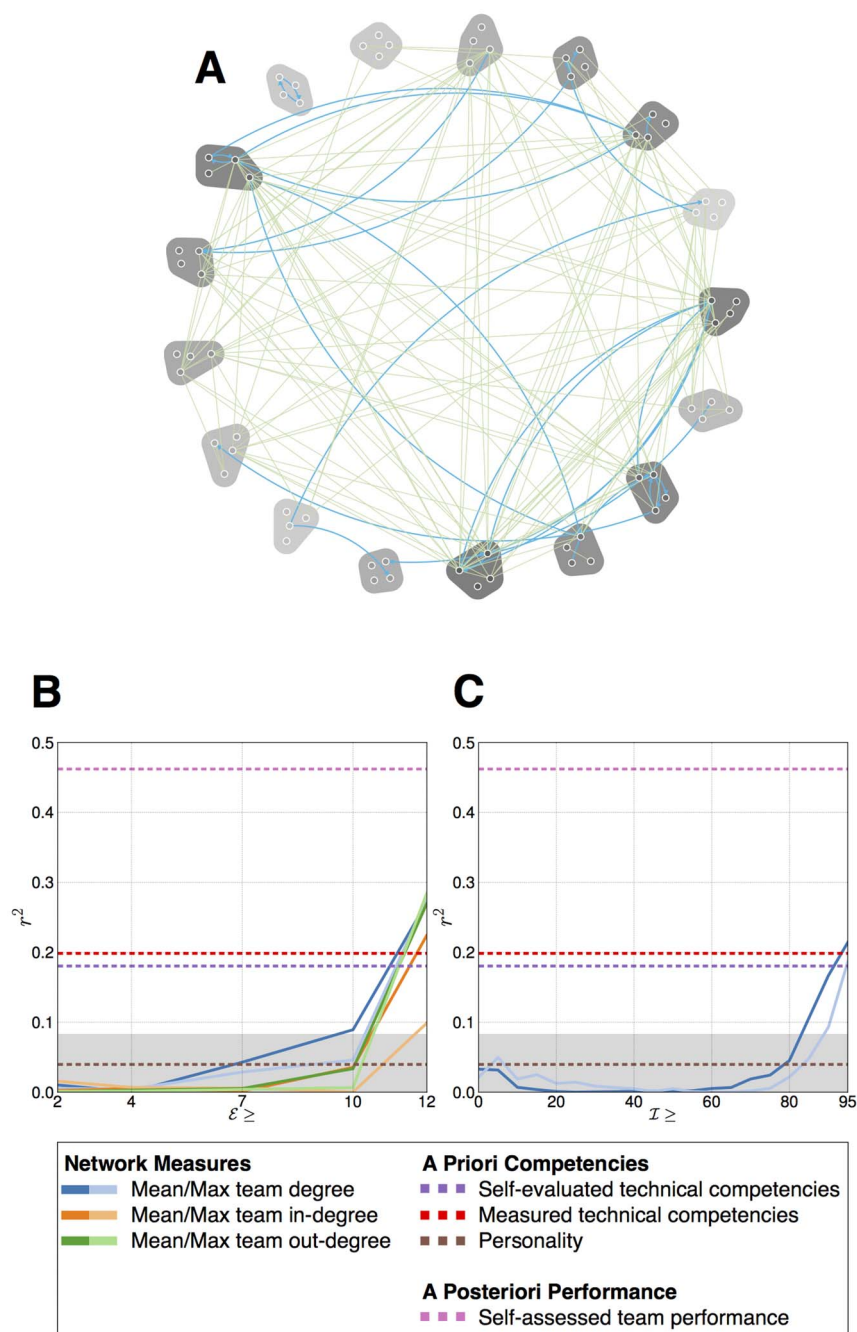 A
B
C
0.5
0.4
0.3
0.2
0.1
0.0
r²
2
4
7
10
12
ℰ ≥
0.5
0.4
0.3
0.2
0.1
0.0
r²
0
20
40
60
80
95
ℐ ≥
Network Measures
Mean/Max team degree
Mean/Max team in-degree
Mean/Max team out-degree
A Priori Competencies
Self-evaluated technical competencies
Measured technical competencies
Personality
A Posteriori Performance
Self-assessed team performance